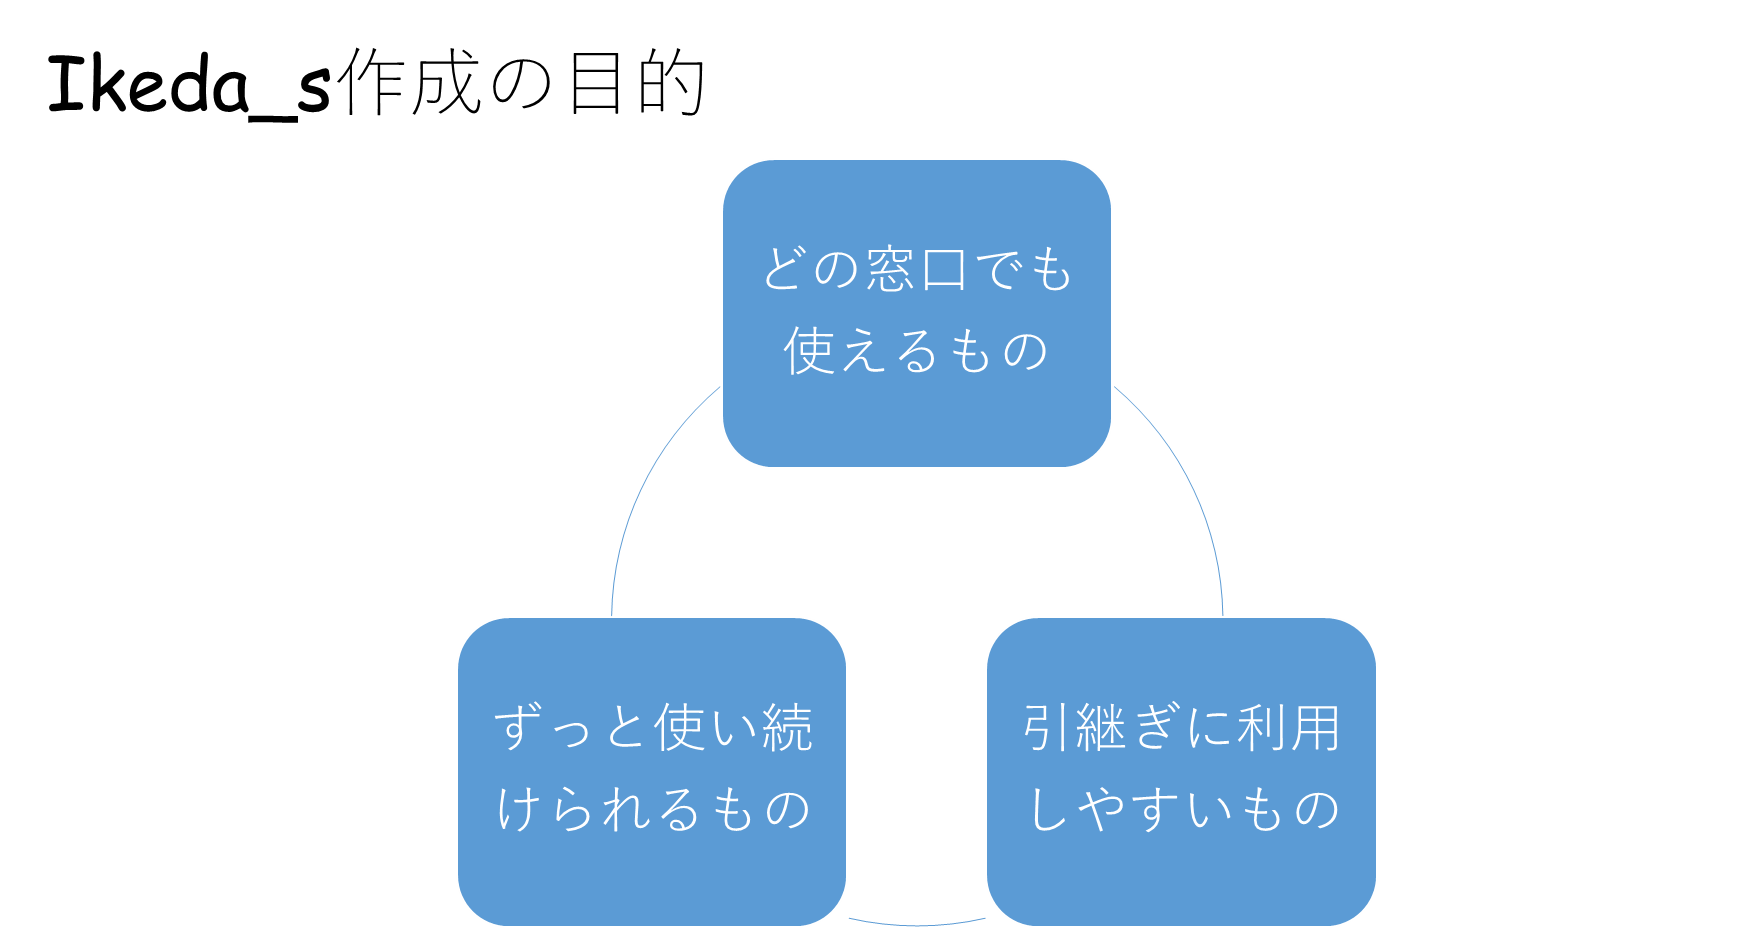 Ikeda_s作成の目的
どの窓口でも
使えるもの
ずっと使い続
けられるもの
引継ぎに利用
しやすいもの